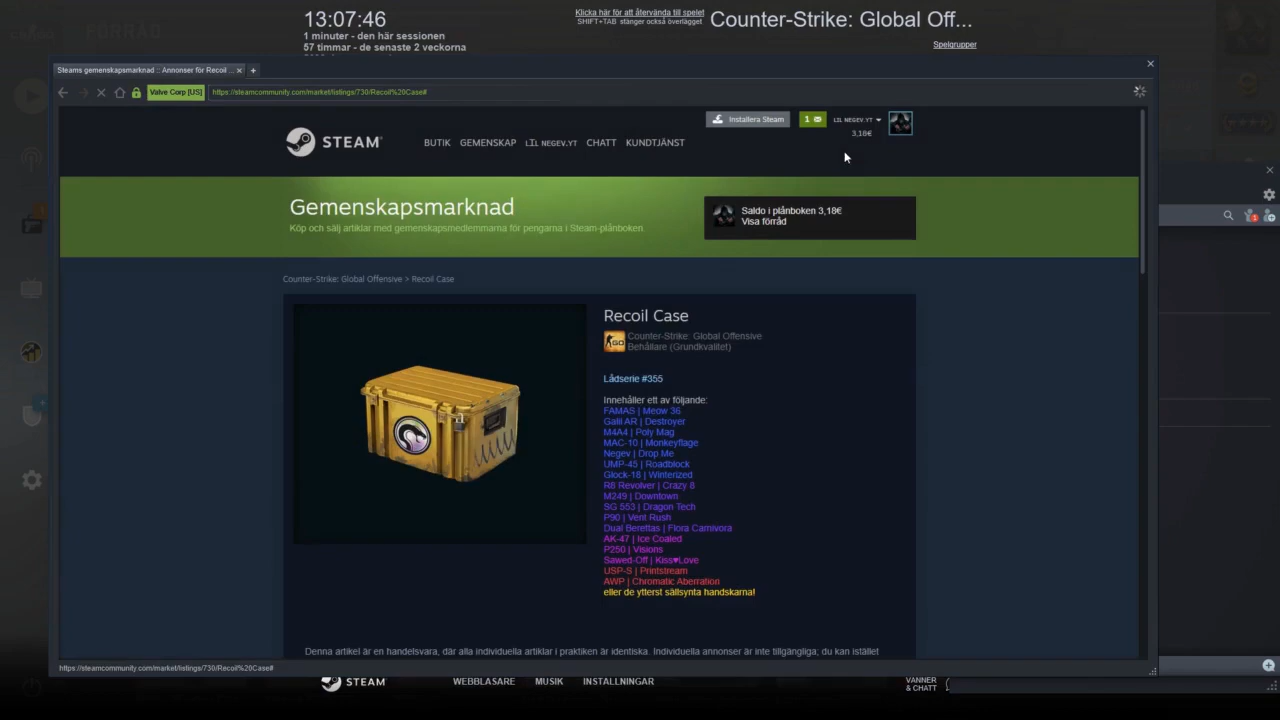 13:07:46
1 minuter - den här sessionen
57 timmar - de senaste 2 veckorna
Klicka här för att återvända till spelet
SHIFT+TAB stänger också överlägget
Counter-Strike: Global Off...
Spelgrupper
FÖRRÅD
Steams gemenskapsmarknad :: Annonser för Recoil ...
Valve Corp [US]
https://steamcommunity.com/market/listings/730/Recoil%20Case#
Installera Steam
1
LIL NEGEV.YT
3,18€
STEAM
BUTIK GEMENSKAP LIL NEGEV.YT CHATT KUNDTJÄNST
Gemenskapsmarknad
Köp och sälj artiklar med gemenskapsmedlemmarna för pengarna i Steam-plånboken.
Saldo i plånboken 3,18€
Visa förråd
Counter-Strike: Global Offensive > Recoil Case
Recoil Case
Counter-Strike: Global Offensive
Behållare (Grundkvalitet)
Lådserie #355
Innehåller ett av följande:
FAMAS | Meow 36
Galil AR | Destroyer
M4A4 | Poly Mag
MAC-10 | Monkeyflage
Negev | Drop Me
UMP-45 | Roadblock
Glock-18 | Winterized
R8 Revolver | Crazy 8
M249 | Downtown
SG 553 | Dragon Tech
P90 | Vent Rush
Dual Berettas | Flora Carnivora
AK-47 | Ice Coaled
P250 | Visions
Sawed-Off | Kiss♥Love
USP-S | Printstream
AWP | Chromatic Aberration
eller de ytterst sällsynta handskarna!
Denna artikel är en handelsvara, där alla individuella artiklar i praktiken är identiska. Individuella annonser är inte tillgängliga; du kan istället
https://steamcommunity.com/market/listings/730/Recoil%20Case#
STEAM
WEBBLÄSARE MUSIK INSTÄLLNINGAR
VÄNNER
& CHATT